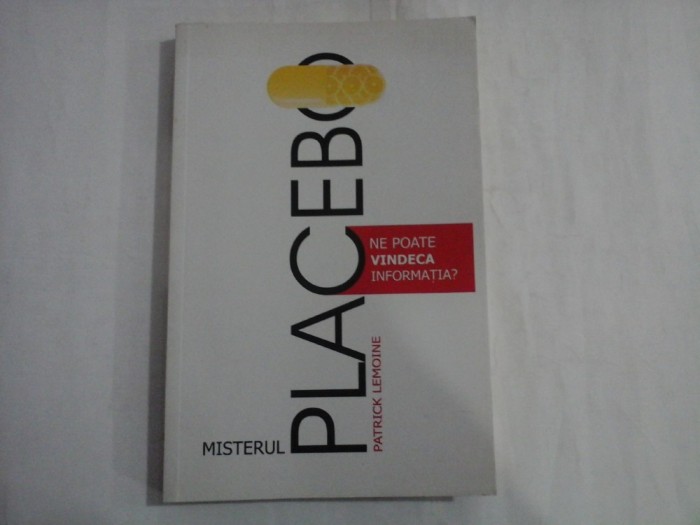 MISTERUL
PLACEBO
NE POATE
VINDECA
INFORMAȚIA?
PATRICK LEMOINE